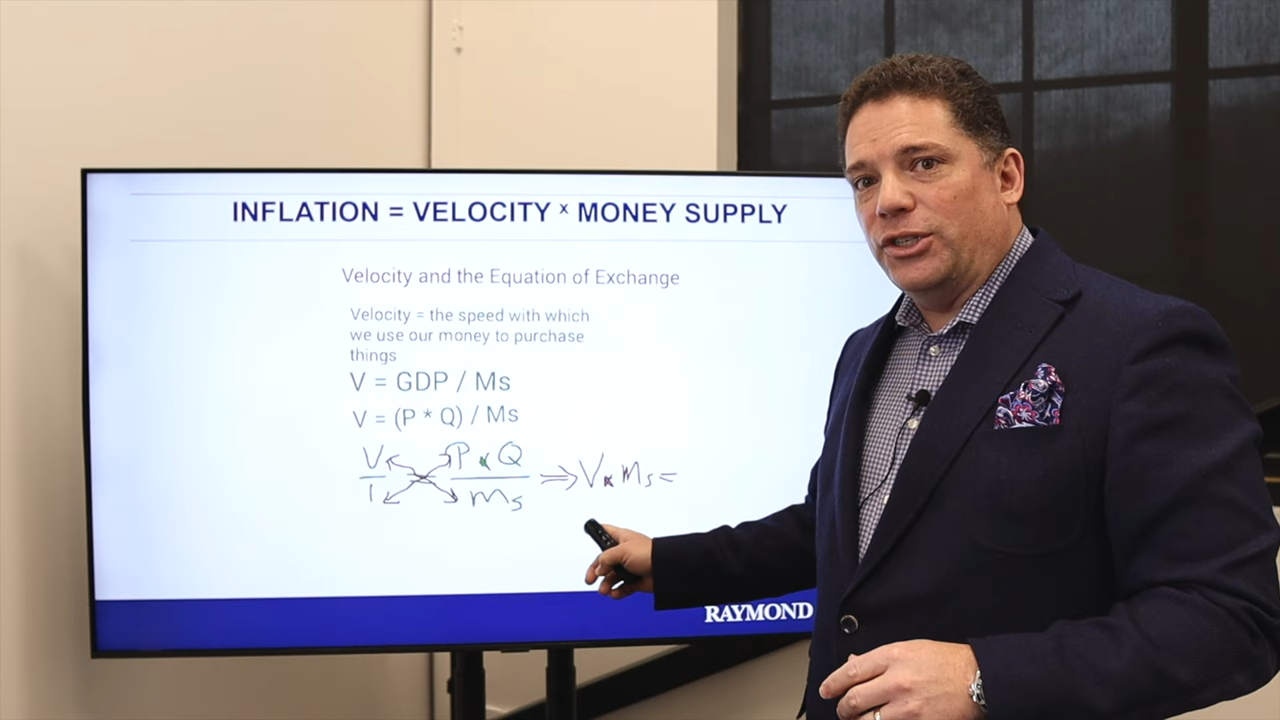 INFLATION = VELOCITY x MONEY SUPPLY
Velocity and the Equation of Exchange
Velocity = the speed with which
we use our money to purchase
things
V = GDP / Ms
V = (P * Q) / Ms
V/1 = P x Q/Ms ⇒ V x Ms =
RAYMOND